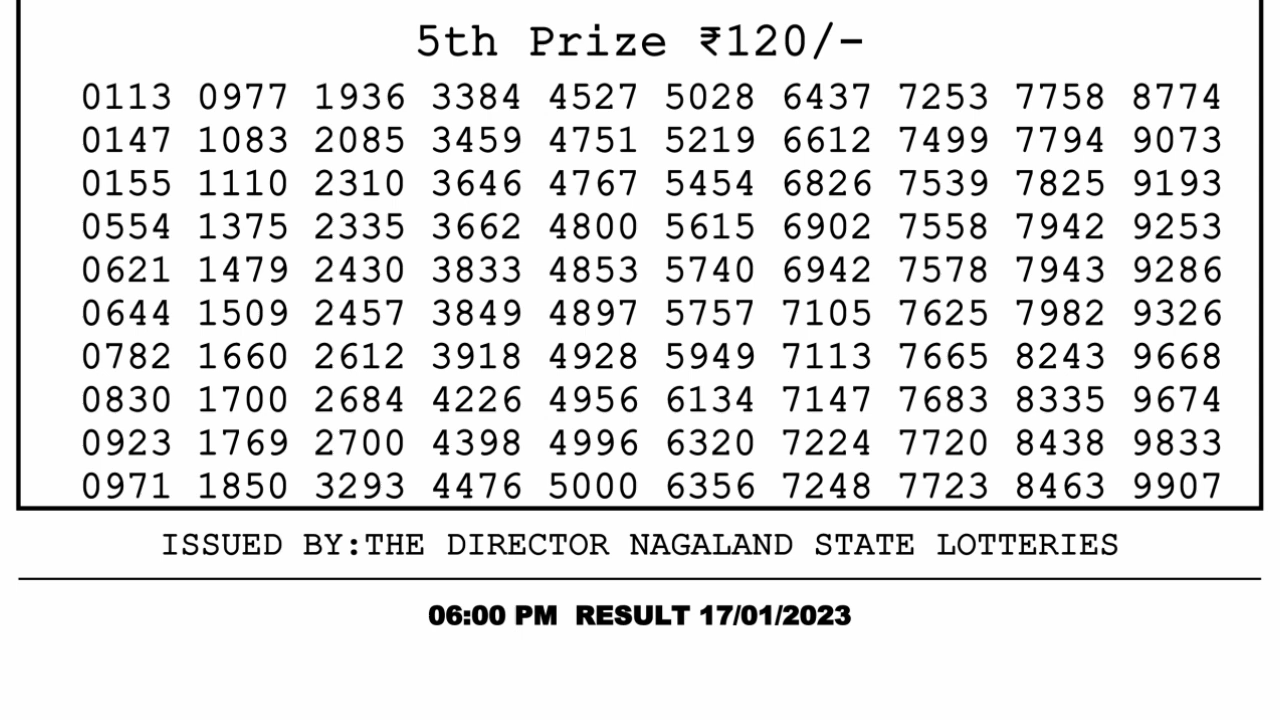 5th Prize ₹120/-
0113 0977 1936 3384 4527 5028 6437 7253 7758 8774
0147 1083 2085 3459 4751 5219 6612 7499 7794 9073
0155 1110 2310 3646 4767 5454 6826 7539 7825 9193
0554 1375 2335 3662 4800 5615 6902 7558 7942 9253
0621 1479 2430 3833 4853 5740 6942 7578 7943 9286
0644 1509 2457 3849 4897 5757 7105 7625 7982 9326
0782 1660 2612 3918 4928 5949 7113 7665 8243 9668
0830 1700 2684 4226 4956 6134 7147 7683 8335 9674
0923 1769 2700 4398 4996 6320 7224 7720 8438 9833
0971 1850 3293 4476 5000 6356 7248 7723 8463 9907
ISSUED BY:THE DIRECTOR NAGALAND STATE LOTTERIES
06:00 PM RESULT 17/01/2023